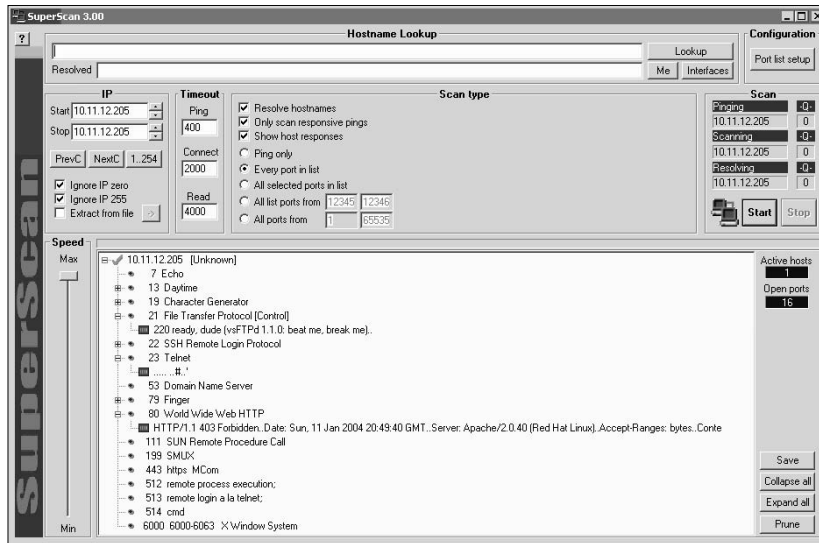 SuperScan 3.00
?
Hostname Lookup
Lookup
Resolved
Me
Interfaces
Configuration
Port list setup
IP
Start 10.11.12.205
Stop 10.11.12.205
PrevC NextC 1..254
Ignore IP zero
Ignore IP 255
Extract from file ->
Timeout
Ping
400
Connect
2000
Read
4000
Scan type
Resolve hostnames
Only scan responsive pings
Show host responses
Ping only
Every port in list
All selected ports in list
All list ports from 12345 12346
All ports from 1 65535
Scan
Pinging -Q-
10.11.12.205 0
Scanning -Q-
10.11.12.205 0
Resolving -Q-
10.11.12.205 0
Start Stop
SuperScan
Speed
Max
Min
10.11.12.205 [Unknown]
7 Echo
13 Daytime
19 Character Generator
21 File Transfer Protocol [Control]
220 ready, dude (vsFTPd 1.1.0: beat me, break me)..
22 SSH Remote Login Protocol
23 Telnet
..... ..#..'
53 Domain Name Server
79 Finger
80 World Wide Web HTTP
HTTP/1.1 403 Forbidden..Date: Sun, 11 Jan 2004 20:49:40 GMT..Server: Apache/2.0.40 (Red Hat Linux)..Accept-Ranges: bytes..Conte
111 SUN Remote Procedure Call
199 SMUX
443 https MCom
512 remote process execution;
513 remote login a la telnet;
514 cmd
6000 6000-6063 X Window System
Active hosts
1
Open ports
16
Save
Collapse all
Expand all
Prune